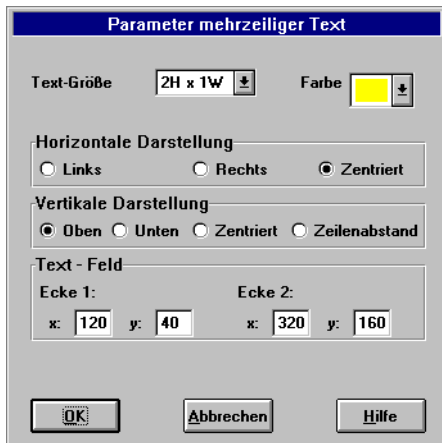 Parameter mehrzeiliger Text
Text-Größe 2H x 1W Farbe
Horizontale Darstellung
Links Rechts Zentriert
Vertikale Darstellung
Oben Unten Zentriert Zeilenabstand
Text - Feld
Ecke 1: Ecke 2:
x: 120 y: 40 x: 320 y: 160
OK Abbrechen Hilfe